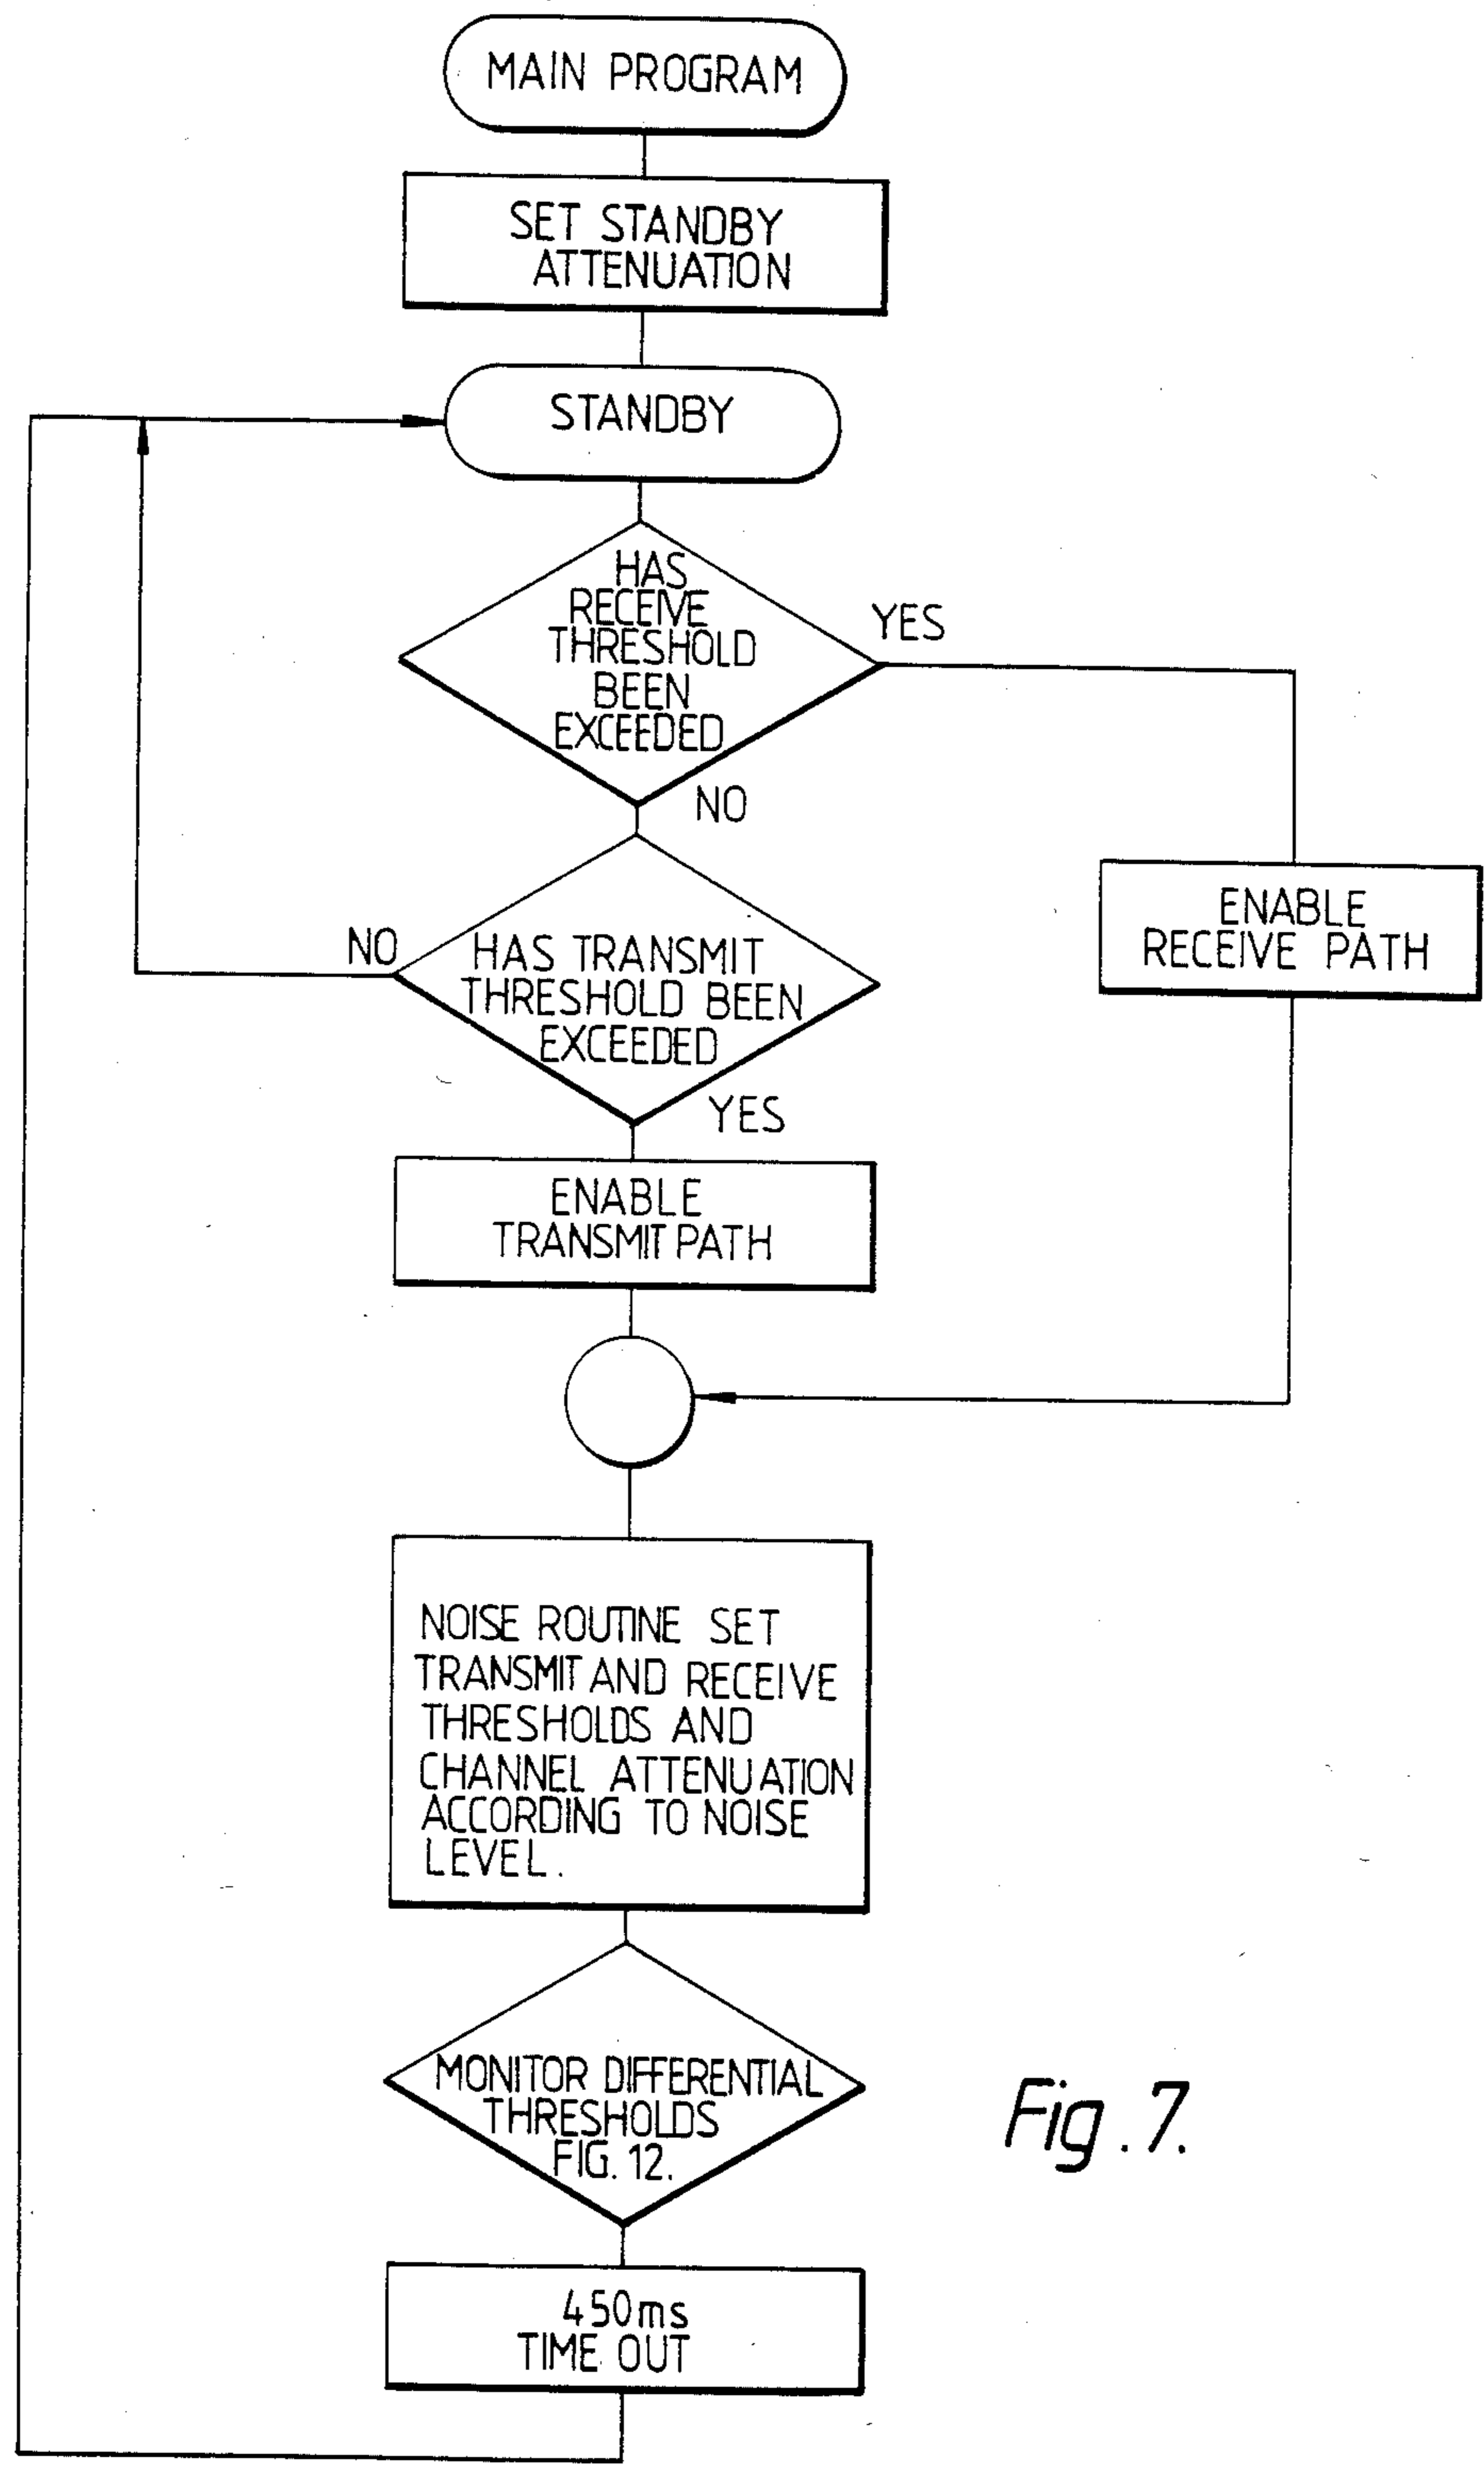 MAIN PROGRAM
SET STANDBY
ATTENUATION
STANDBY
HAS
RECEIVE
THRESHOLD
BEEN
EXCEEDED
YES
NO
ENABLE
RECEIVE PATH
NO
HAS TRANSMIT
THRESHOLD BEEN
EXCEEDED
YES
ENABLE
TRANSMIT PATH
NOISE ROUTINE SET
TRANSMIT AND RECEIVE
THRESHOLDS AND
CHANNEL ATTENUATION
ACCORDING TO NOISE
LEVEL.
MONITOR DIFFERENTIAL
THRESHOLDS
FIG. 12.
450ms
TIME OUT
Fig. 7.